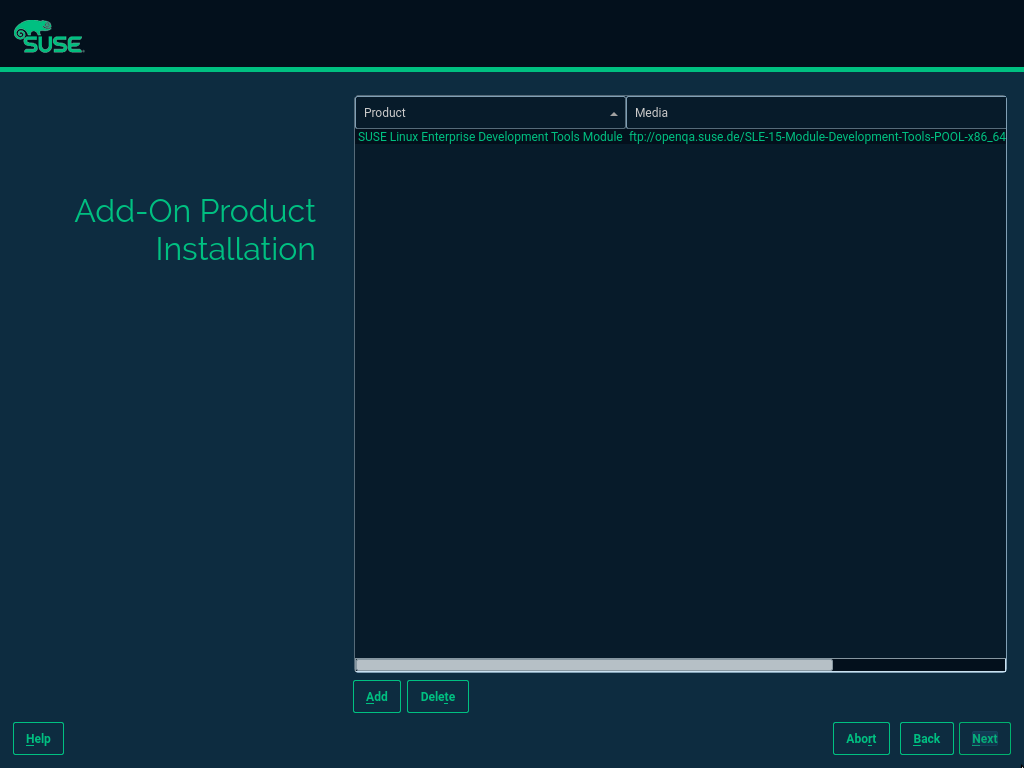 SUSE
Product
Media
SUSE Linux Enterprise Development Tools Module
ftp://openqa.suse.de/SLE-15-Module-Development-Tools-POOL-x86_64
Add-On Product
Installation
Add
Delete
Help
Abort
Back
Next